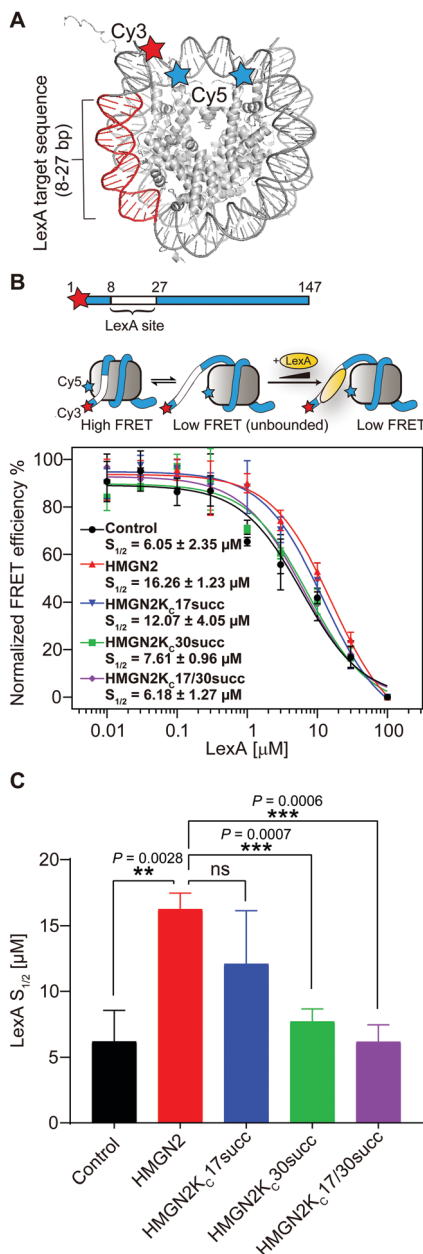 A
Cy3
Cy5
LexA target sequence
(8-27 bp)
B
1 8 27 147
LexA site
+ LexA
Cy5
Cy3
High FRET Low FRET (unbounded) Low FRET
Normalized FRET efficiency %
100
80
60
40
20
0
Control
S1/2 = 6.05 ± 2.35 μM
HMGN2
S1/2 = 16.26 ± 1.23 μM
HMGN2KC17succ
S1/2 = 12.07 ± 4.05 μM
HMGN2KC30succ
S1/2 = 7.61 ± 0.96 μM
HMGN2KC17/30succ
S1/2 = 6.18 ± 1.27 μM
0.01 0.1 1 10 100
LexA [μM]
C
P = 0.0006
***
P = 0.0007
***
P = 0.0028
**
ns
LexA S1/2 [μM]
20
15
10
5
0
Control
HMGN2
HMGN2KC17succ
HMGN2KC30succ
HMGN2KC17/30succ